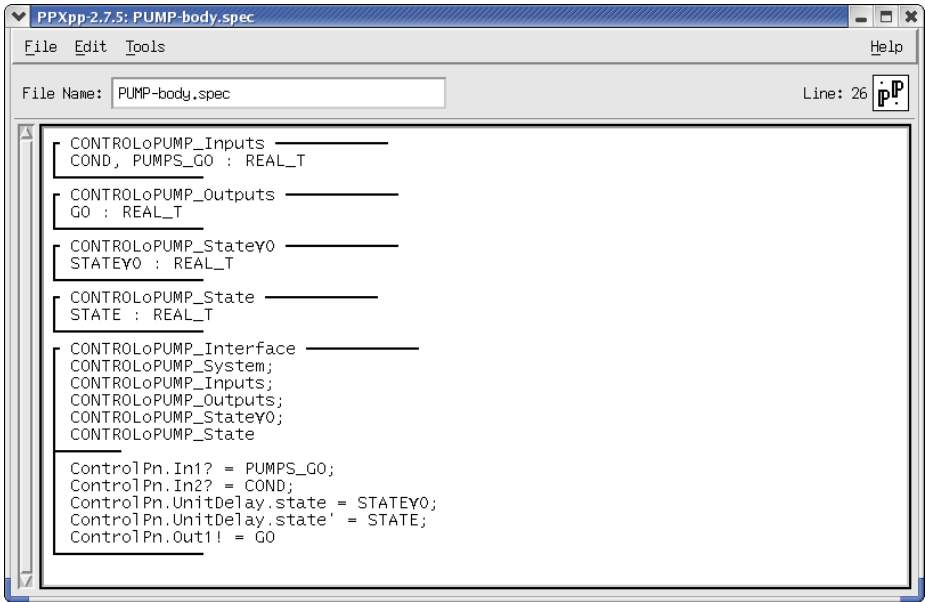 PPXpp-2.7.5: PUMP-body.spec
File Edit Tools Help
File Name: PUMP-body.spec Line: 26
CONTROLoPUMP_Inputs
COND, PUMPS_GO : REAL_T
CONTROLoPUMP_Outputs
GO : REAL_T
CONTROLoPUMP_State⩝0
STATE⩝0 : REAL_T
CONTROLoPUMP_State
STATE : REAL_T
CONTROLoPUMP_Interface
CONTROLoPUMP_System;
CONTROLoPUMP_Inputs;
CONTROLoPUMP_Outputs;
CONTROLoPUMP_State⩝0;
CONTROLoPUMP_State
ControlPn.In1? = PUMPS_GO;
ControlPn.In2? = COND;
ControlPn.UnitDelay.state = STATE⩝0;
ControlPn.UnitDelay.state' = STATE;
ControlPn.Out1! = GO